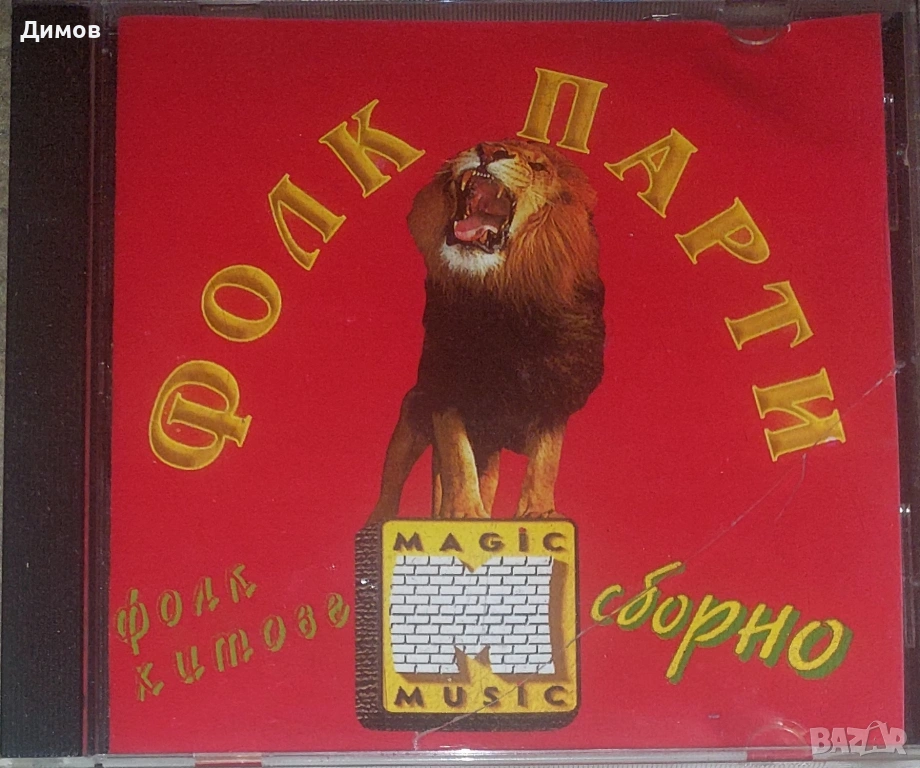 Димов
ФОЛК ПАРТИ
MAGiC
MUSiC
фолк
хитове
сборно
BAZAR